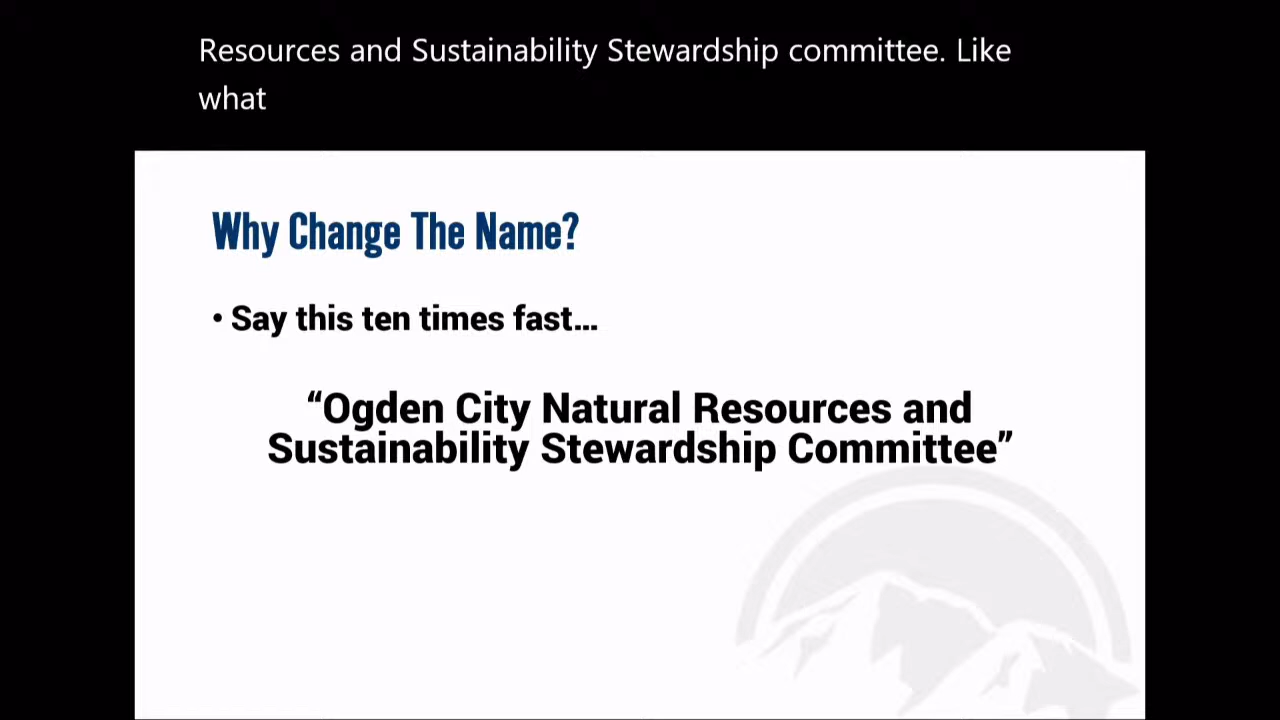 Resources and Sustainability Stewardship committee. Like
what
Why Change The Name?
• Say this ten times fast...
“Ogden City Natural Resources and
Sustainability Stewardship Committee”